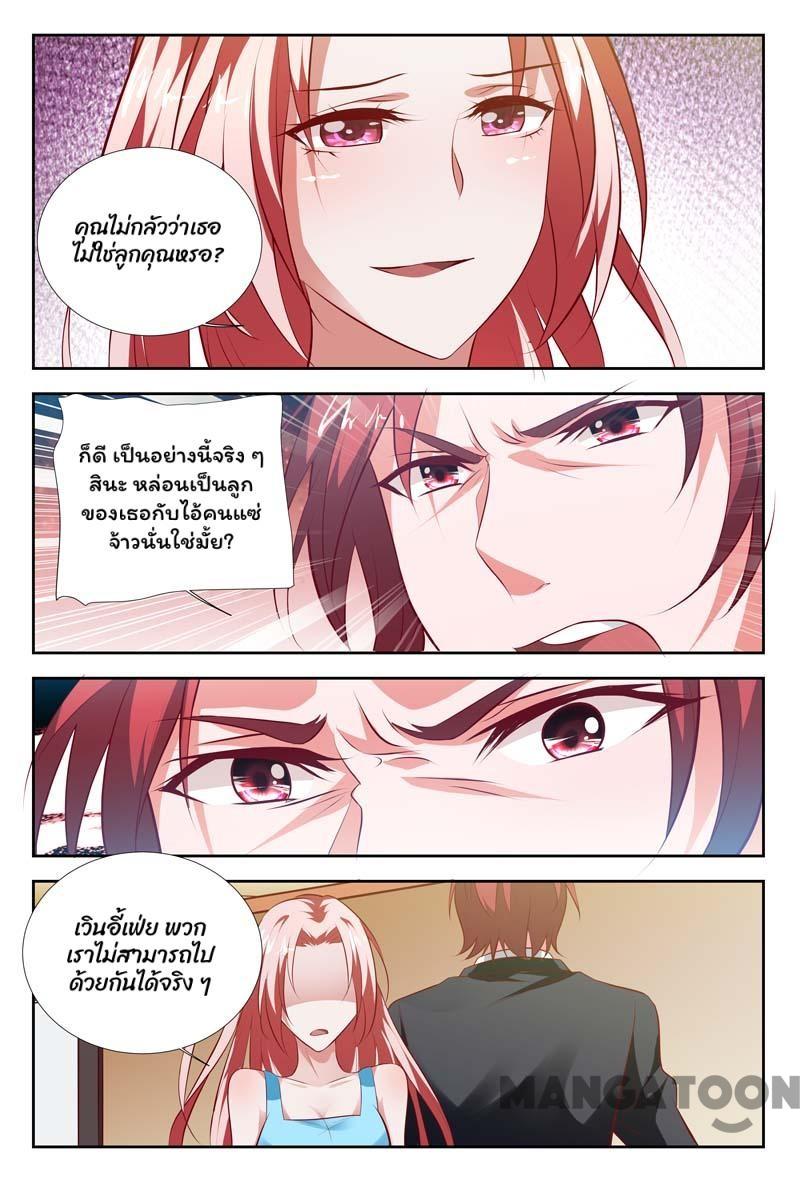 คุณไม่กลัวว่าเธอ
ไม่ใช่ลูกคุณหรอ?
ก็ดี เป็นอย่างนี้จริง ๆ
สินะ หล่อนเป็นลูก
ของเธอกับไอ้คนแซ่
จ้าวนั่นใช่มั้ย?
เวินอี้เฟ่ย พวก
เราไม่สามารถไป
ด้วยกันได้จริง ๆ
MANGATOON